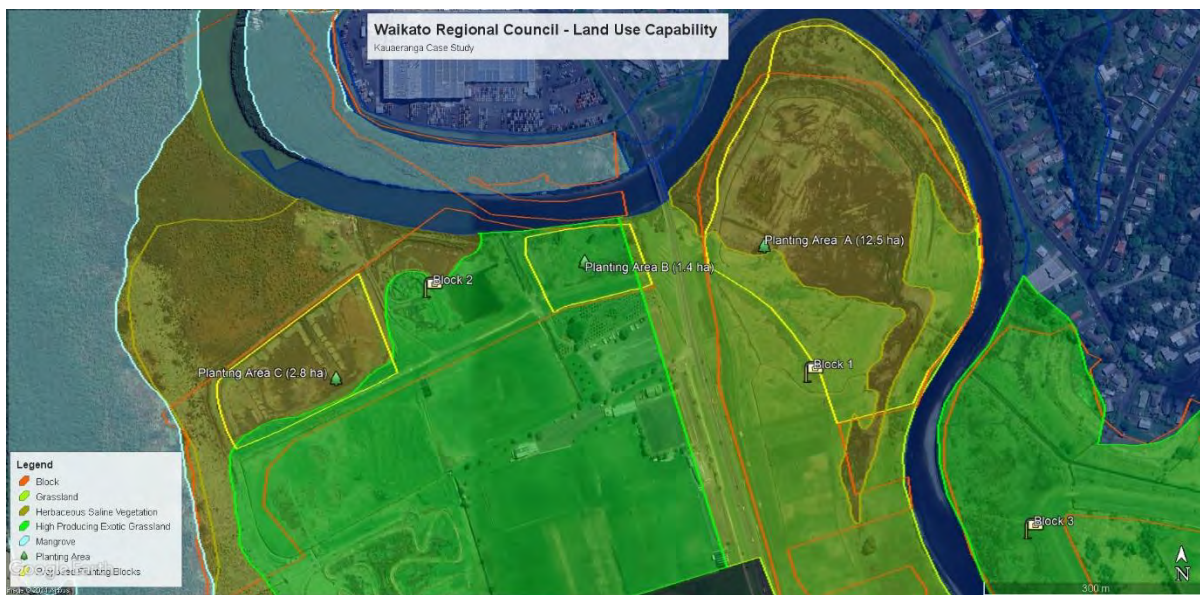 Waikato Regional Council - Land Use Capability
Kauaeranga Case Study
Planting Area A (12.5 ha)
Planting Area B (1.4 ha)
Block 2
Block 1
Planting Area C (2.8 ha)
Block 3
Legend
Block
Grassland
Herbaceous Saline Vegetation
High Producing Exotic Grassland
Mangrove
Planting Area
Proposed Planting Blocks
Google Earth
300 m
N